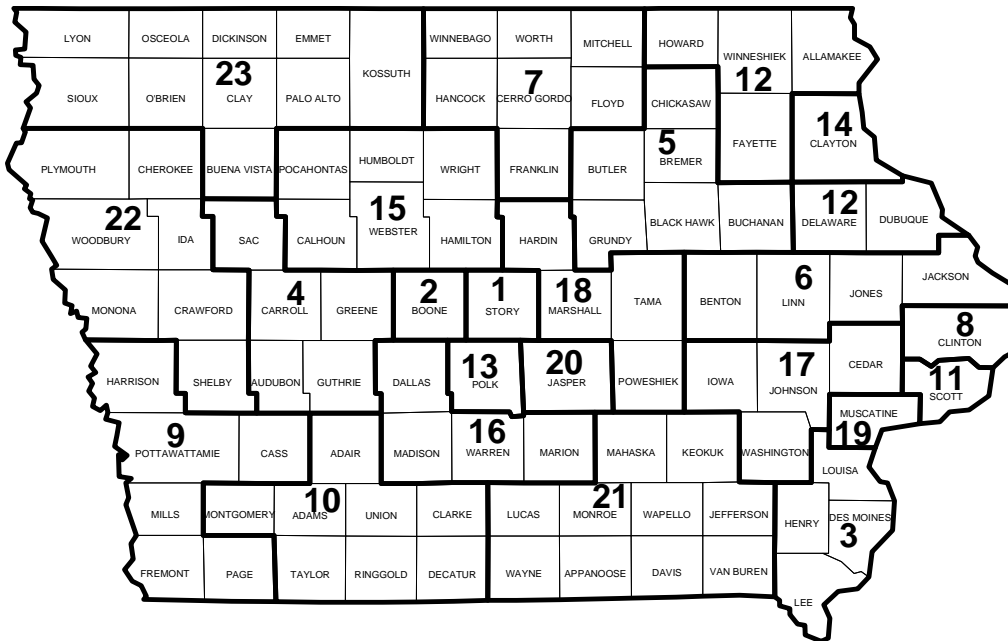 LYON OSCEOLA DICKINSON EMMET WINNEBAGO WORTH MITCHELL HOWARD WINNESHIEK ALLAMAKEE
KOSSUTH
23 7 12
SIOUX O'BRIEN CLAY PALO ALTO HANCOCK CERRO GORDO FLOYD CHICKASAW
14
5 FAYETTE CLAYTON
PLYMOUTH CHEROKEE BUENA VISTA POCAHONTAS HUMBOLDT WRIGHT FRANKLIN BUTLER BREMER
22 15 12
WOODBURY IDA SAC CALHOUN WEBSTER HAMILTON HARDIN GRUNDY BLACK HAWK BUCHANAN DELAWARE DUBUQUE
4 2 1 18 6
MONONA CRAWFORD CARROLL GREENE BOONE STORY MARSHALL TAMA BENTON LINN JONES JACKSON
8
CLINTON
13 20 17
HARRISON SHELBY AUDUBON GUTHRIE DALLAS POLK JASPER POWESHIEK IOWA JOHNSON CEDAR
11
SCOTT
9 16 MUSCATINE
19
POTTAWATTAMIE CASS ADAIR MADISON WARREN MARION MAHASKA KEOKUK WASHINGTON
LOUISA
10 21
MILLS MONTGOMERY ADAMS UNION CLARKE LUCAS MONROE WAPELLO JEFFERSON HENRY DES MOINES
3
FREMONT PAGE TAYLOR RINGGOLD DECATUR WAYNE APPANOOSE DAVIS VAN BUREN
LEE